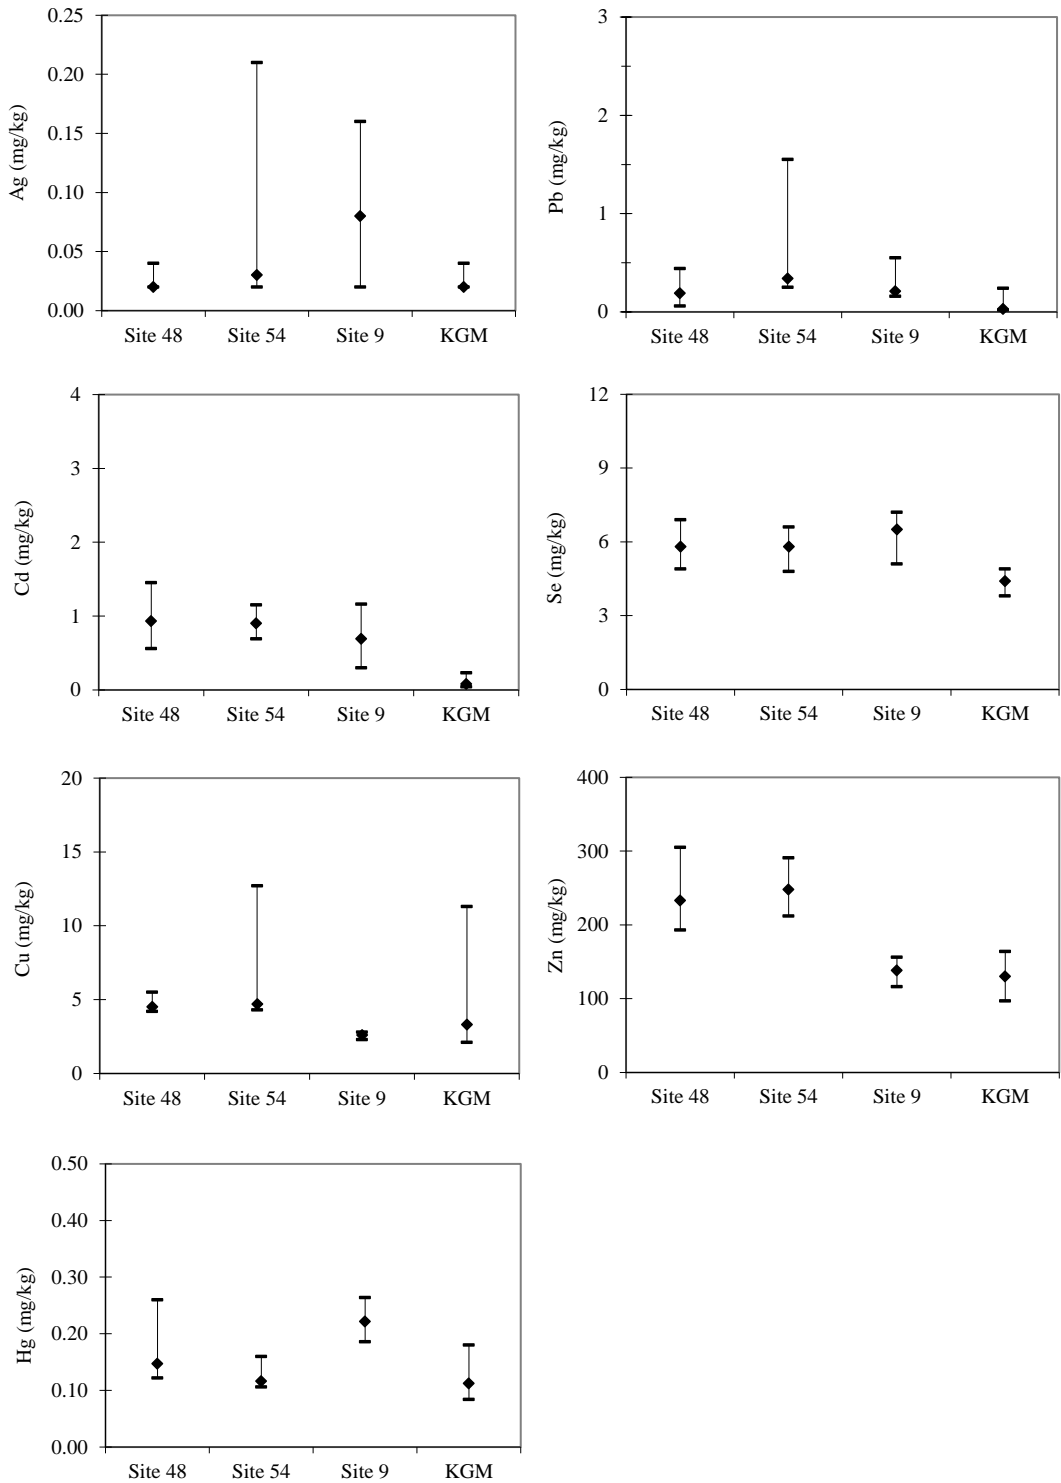 Ag (mg/kg)
0.25
0.20
0.15
0.10
0.05
0.00
Site 48 Site 54 Site 9 KGM
Pb (mg/kg)
3
2
1
0
Site 48 Site 54 Site 9 KGM
Cd (mg/kg)
4
3
2
1
0
Site 48 Site 54 Site 9 KGM
Se (mg/kg)
12
9
6
3
0
Site 48 Site 54 Site 9 KGM
Cu (mg/kg)
20
15
10
5
0
Site 48 Site 54 Site 9 KGM
Zn (mg/kg)
400
300
200
100
0
Site 48 Site 54 Site 9 KGM
Hg (mg/kg)
0.50
0.40
0.30
0.20
0.10
0.00
Site 48 Site 54 Site 9 KGM